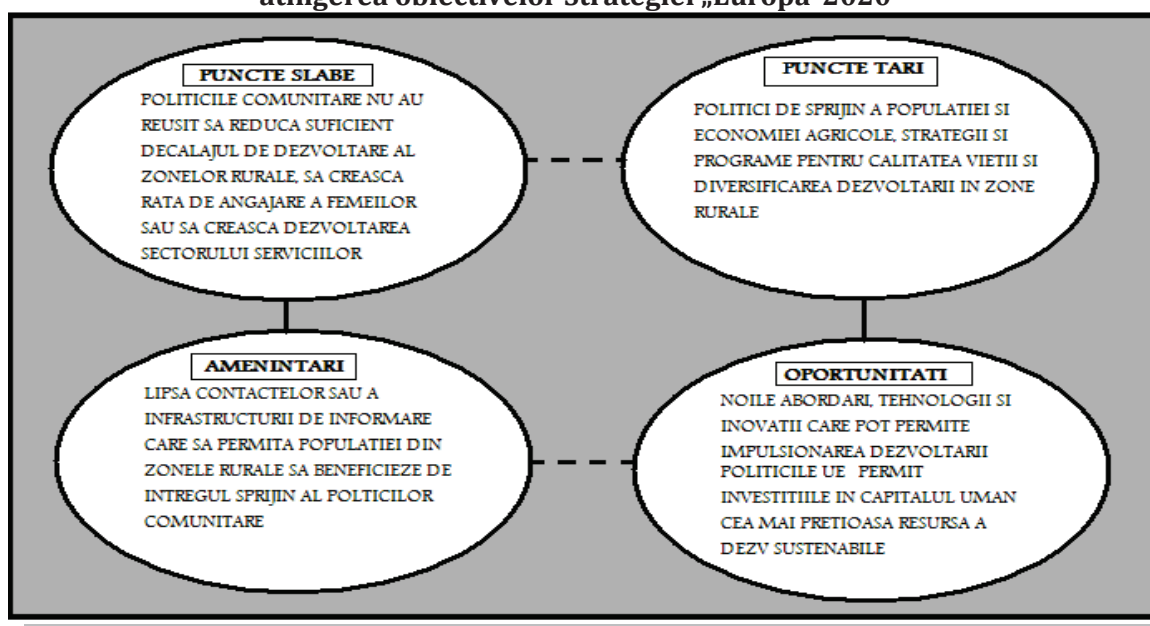 atingerea obiectivelor Strategiei „Europa 2020
PUNCTE SLABE
POLITICILE COMUNITARE NU AU
REUSIT SA REDUCA SUFICIENT
DECALAJUL DE DEZVOLTARE AL
ZONELOR RURALE, SA CREASCA
RATA DE ANGAJARE A FEMEILOR
SAU SA CREASCA DEZVOLTAREA
SECTORULUI SERVICIILOR
PUNCTE TARI
POLITICI DE SPRIJIN A POPULATIEI SI
ECONOMIEI AGRICOLE, STRATEGII SI
PROGRAME PENTRU CALITATEA VIETII SI
DIVERSIFICAREA DEZVOLTARII IN ZONE
RURALE
AMENINTARI
LIPSA CONTACTELOR SAU A
INFRASTRUCTURII DE INFORMARE
CARE SA PERMITA POPULATIEI DIN
ZONELE RURALE SA BENEFICIEZE DE
INTREGUL SPRIJIN AL POLTICILOR
COMUNITARE
OPORTUNITATI
NOILE ABORDARI, TEHNOLOGII SI
INOVATII CARE POT PERMITE
IMPULSIONAREA DEZVOLTARII
POLITICILE UE PERMIT
INVESTITIILE IN CAPITALUL UMAN
CEA MAI PRETIOASA RESURSA A
DEZV SUSTENABILE